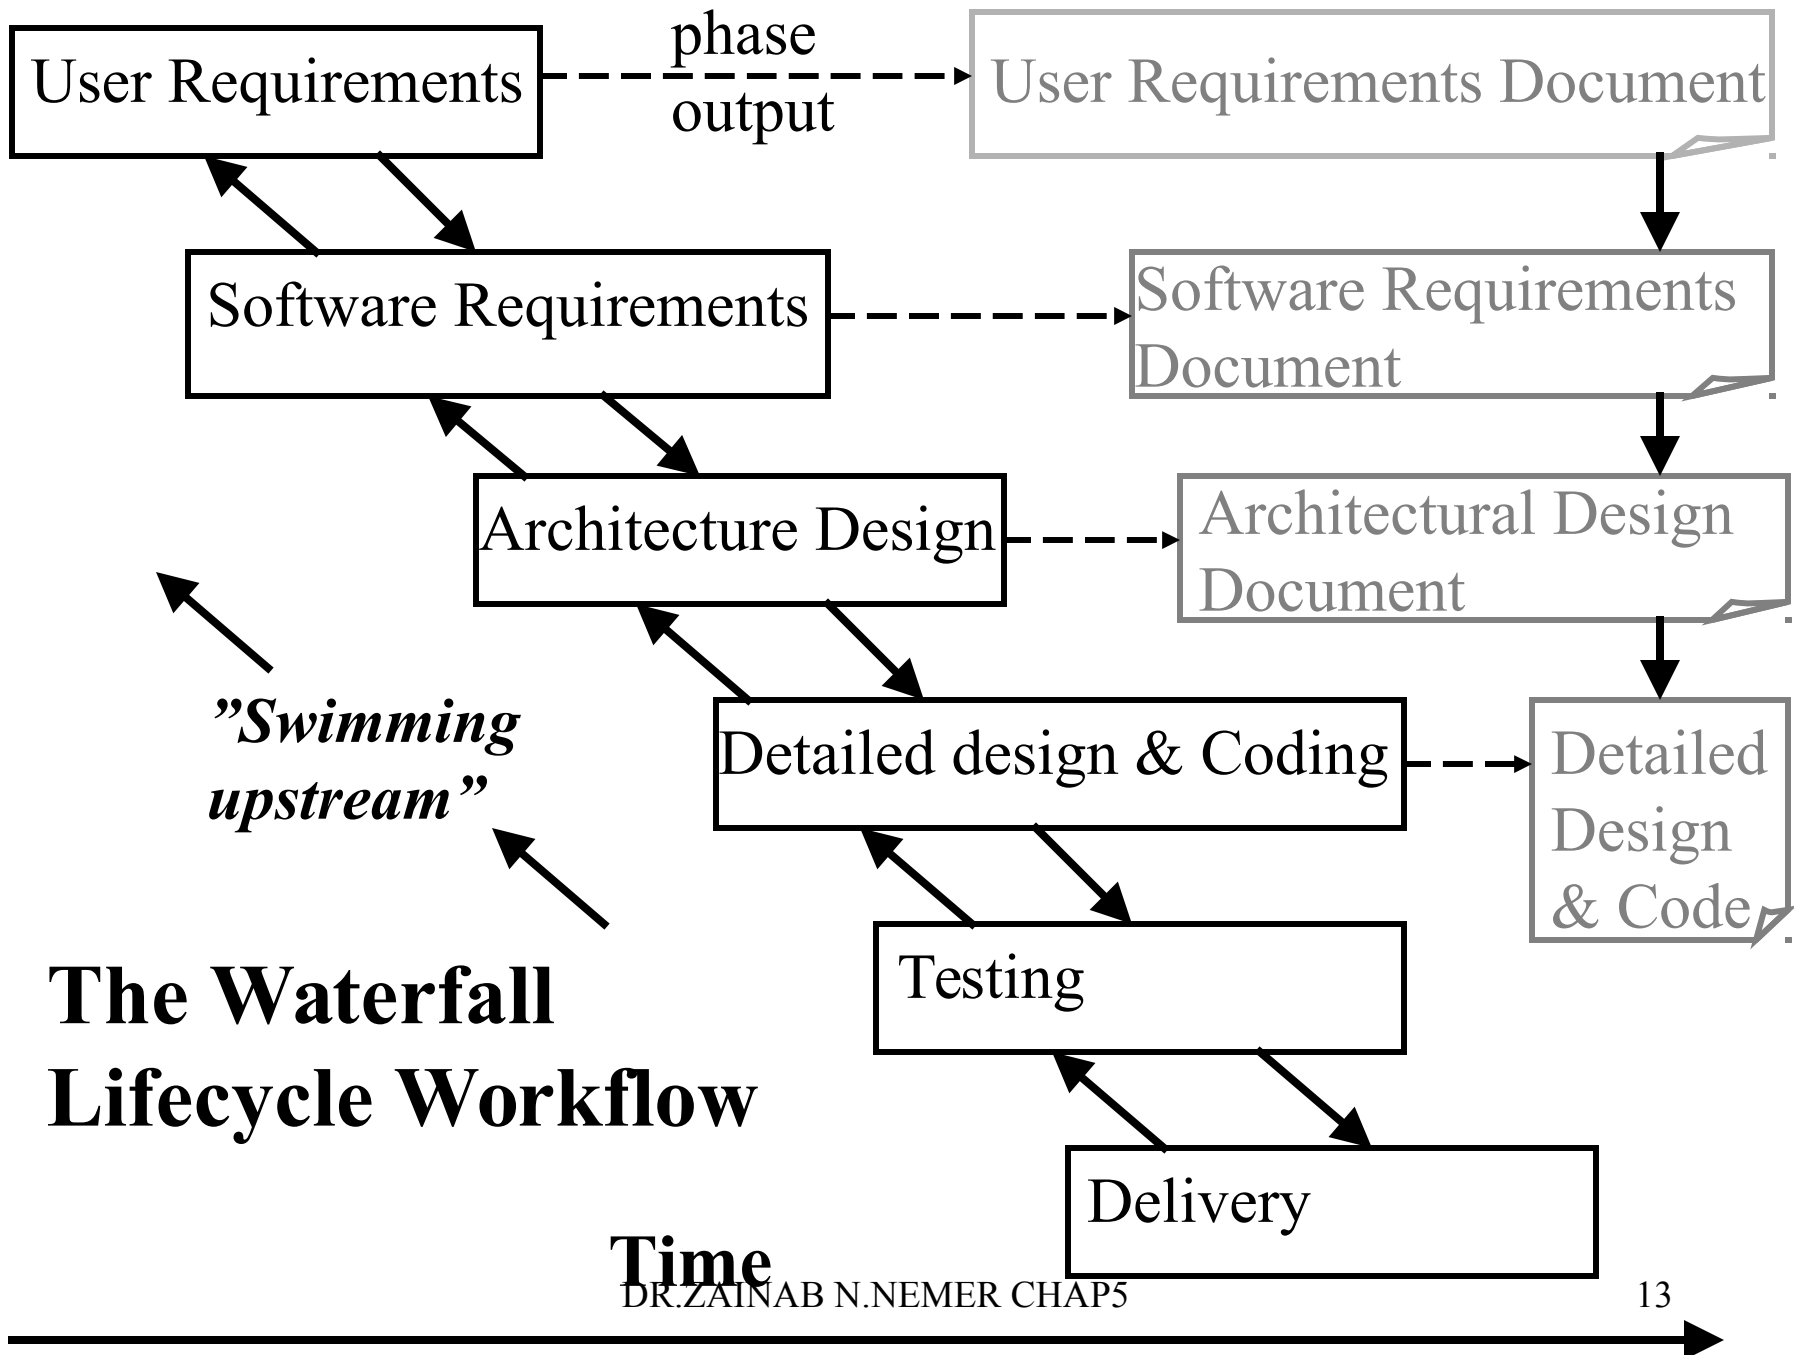 phase
output
User Requirements
User Requirements Document
Software Requirements
Software Requirements
Document
Architecture Design
Architectural Design
Document
”Swimming
upstream”
Detailed design & Coding
Detailed
Design
& Code
Testing
The Waterfall
Lifecycle Workflow
Delivery
Time
DR.ZAINAB N.NEMER CHAP5
13